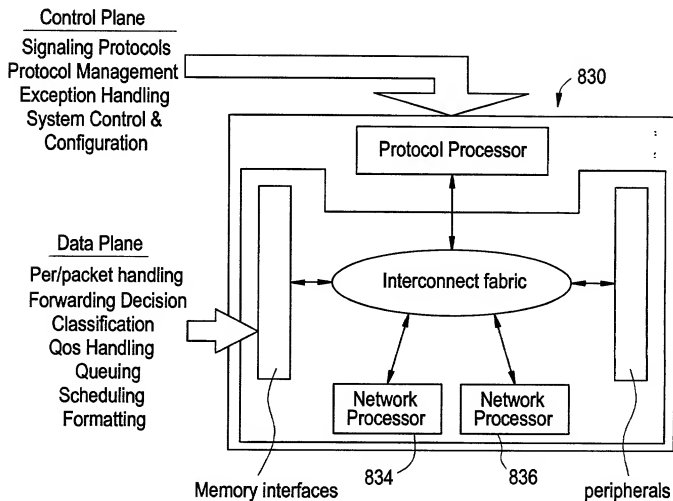 Control Plane
Signaling Protocols
Protocol Management
Exception Handling
System Control &
Configuration
830
Protocol Processor
Data Plane
Per/packet handling
Forwarding Decision
Classification
Qos Handling
Queuing
Scheduling
Formatting
Interconnect fabric
Network
Processor
Network
Processor
834
836
Memory interfaces
peripherals